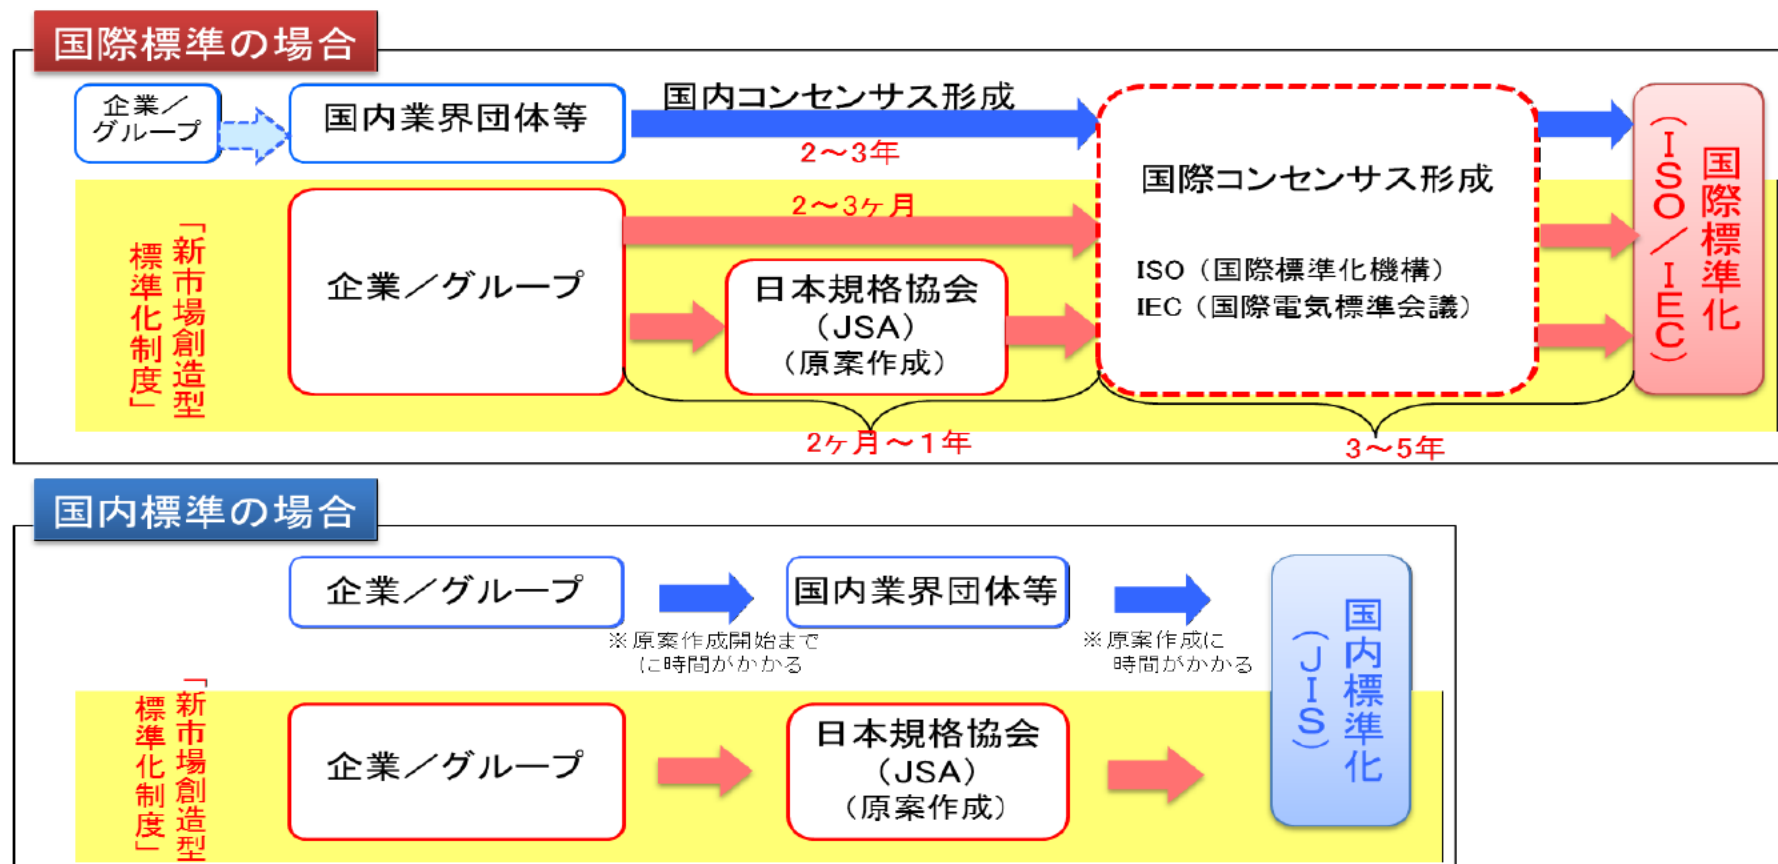 国際標準の場合
企業／
グループ
国内業界団体等
国内コンセンサス形成
2～3年
「新市場創造型
標準化制度」
企業／グループ
2～3ヶ月
日本規格協会
（JSA）
（原案作成）
2ヶ月～1年
国際コンセンサス形成
ISO（国際標準化機構）
IEC（国際電気標準会議）
3～5年
国際標準化
（ISO／IEC）
国内標準の場合
企業／グループ
※原案作成開始まで
に時間がかかる
国内業界団体等
※原案作成に
時間がかかる
「新市場創造型
標準化制度」
企業／グループ
日本規格協会
（JSA）
（原案作成）
国内標準化
（JIS）